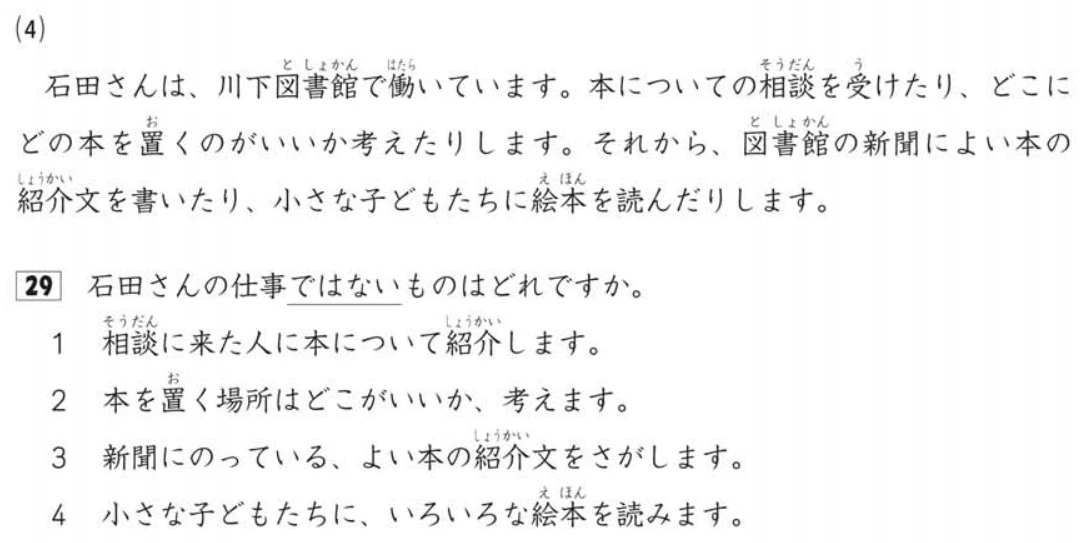 (4)
石田さんは、川下図書館で働いています。本についての相談を受けたり、どこに
どの本を置くのがいいか考えたりします。それから、図書館の新聞によい本の
紹介文を書いたり、小さな子どもたちに絵本を読んだりします。
29 石田さんの仕事ではないものはどれですか。
1 相談に来た人に本について紹介します。
2 本を置く場所はどこがいいか、考えます。
3 新聞にのっている、よい本の紹介文をさがします。
4 小さな子どもたちに、いろいろな絵本を読みます。